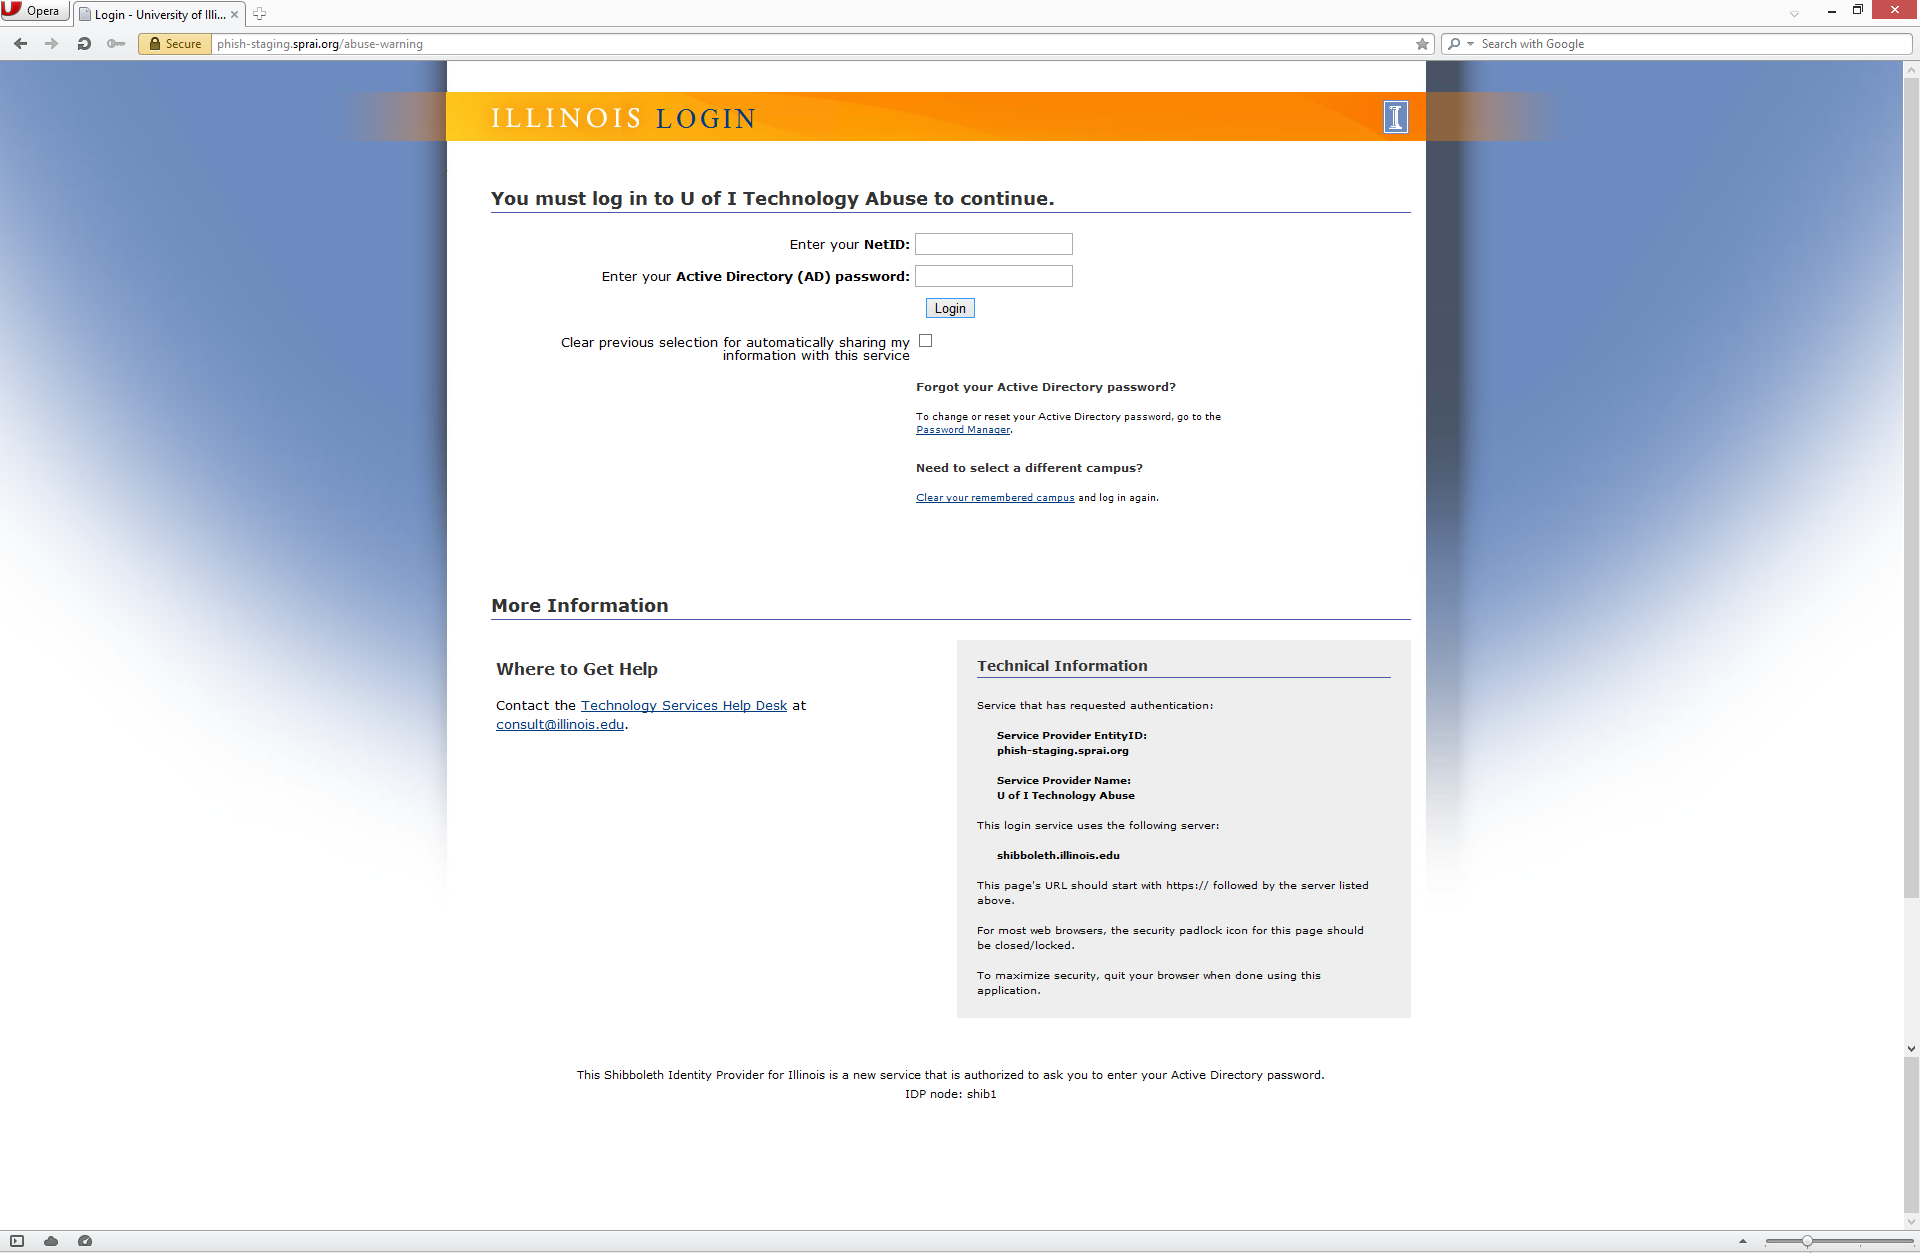 Opera
Login - University of Illi...
Secure
phish-staging.sprai.org/abuse-warning
Search with Google
ILLINOIS LOGIN
I
You must log in to U of I Technology Abuse to continue.
Enter your NetID:
Enter your Active Directory (AD) password:
Login
Clear previous selection for automatically sharing my
information with this service
Forgot your Active Directory password?
To change or reset your Active Directory password, go to the
Password Manager.
Need to select a different campus?
Clear your remembered campus and log in again.
More Information
Where to Get Help
Contact the Technology Services Help Desk at
consult@illinois.edu.
Technical Information
Service that has requested authentication:
Service Provider EntityID:
phish-staging.sprai.org
Service Provider Name:
U of I Technology Abuse
This login service uses the following server:
shibboleth.illinois.edu
This page's URL should start with https:// followed by the server listed
above.
For most web browsers, the security padlock icon for this page should
be closed/locked.
To maximize security, quit your browser when done using this
application.
This Shibboleth Identity Provider for Illinois is a new service that is authorized to ask you to enter your Active Directory password.
IDP node: shib1